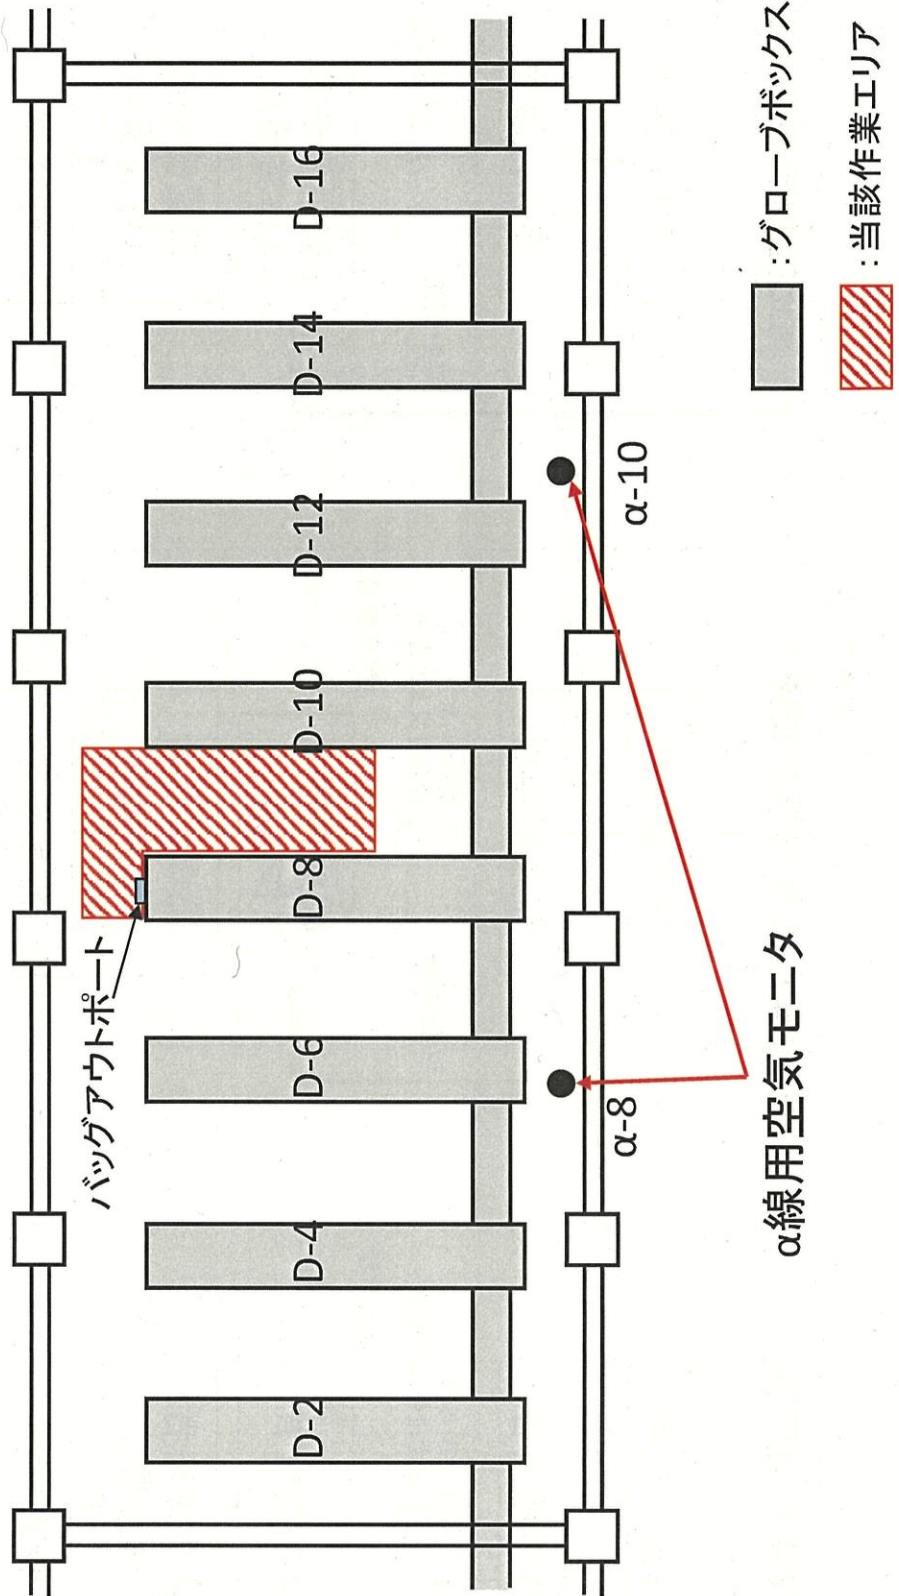 バッグアウトポート
D-2
D-4
D-6
D-8
D-10
D-12
D-14
D-16
α-8
α-10
α線用空気モニタ
:グローブボックス
:当該作業エリア